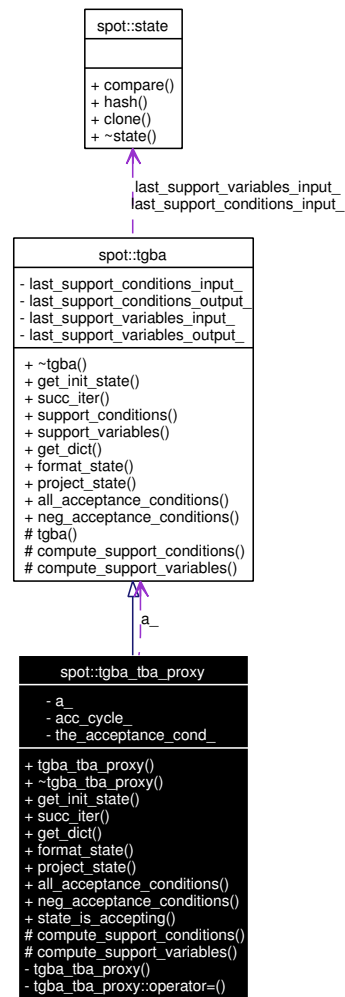 spot::state
+ compare()
+ hash()
+ clone()
+ ~state()
last_support_variables_input_
last_support_conditions_input_
spot::tgba
- last_support_conditions_input_
- last_support_conditions_output_
- last_support_variables_input_
- last_support_variables_output_
+ ~tgba()
+ get_init_state()
+ succ_iter()
+ support_conditions()
+ support_variables()
+ get_dict()
+ format_state()
+ project_state()
+ all_acceptance_conditions()
+ neg_acceptance_conditions()
# tgba()
# compute_support_conditions()
# compute_support_variables()
a_
spot::tgba_tba_proxy
- a_
- acc_cycle_
- the_acceptance_cond_
+ tgba_tba_proxy()
+ ~tgba_tba_proxy()
+ get_init_state()
+ succ_iter()
+ get_dict()
+ format_state()
+ project_state()
+ all_acceptance_conditions()
+ neg_acceptance_conditions()
+ state_is_accepting()
# compute_support_conditions()
# compute_support_variables()
- tgba_tba_proxy()
- tgba_tba_proxy::operator=()